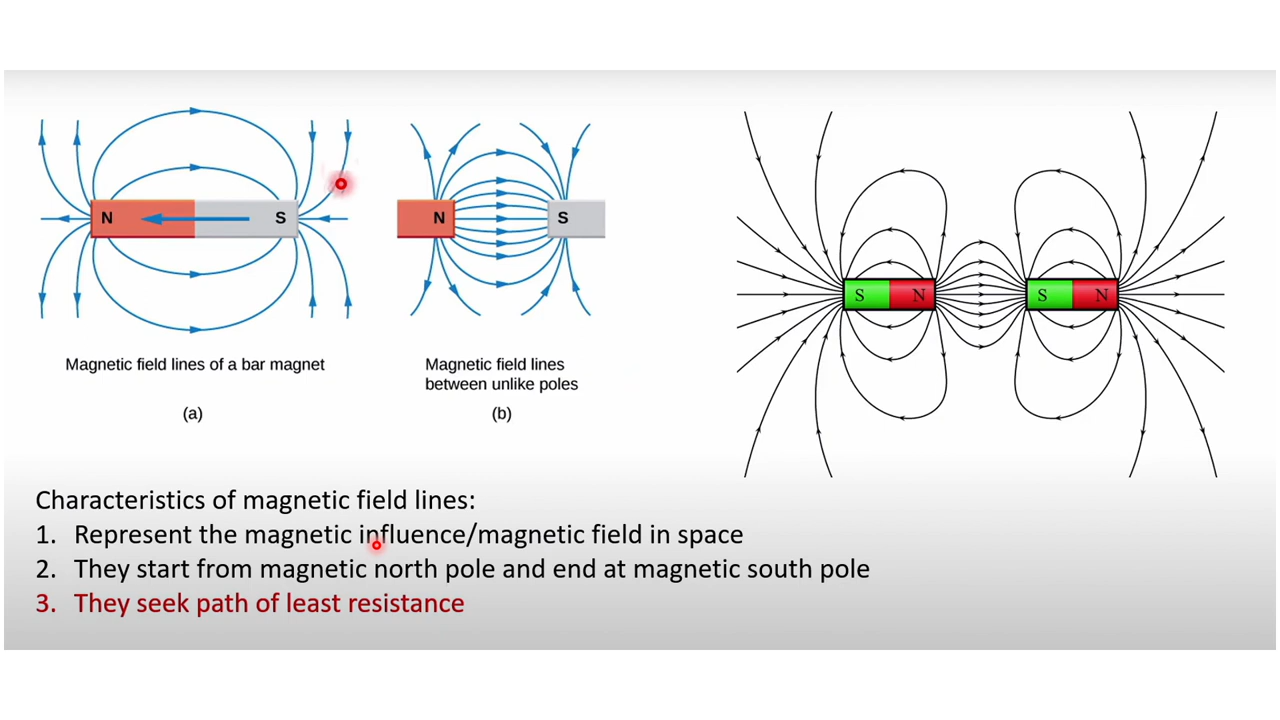 N
S
Magnetic field lines of a bar magnet
(a)
N
S
Magnetic field lines
between unlike poles
(b)
S
N
S
N
Characteristics of magnetic field lines:
1. Represent the magnetic influence/magnetic field in space
2. They start from magnetic north pole and end at magnetic south pole
3. They seek path of least resistance